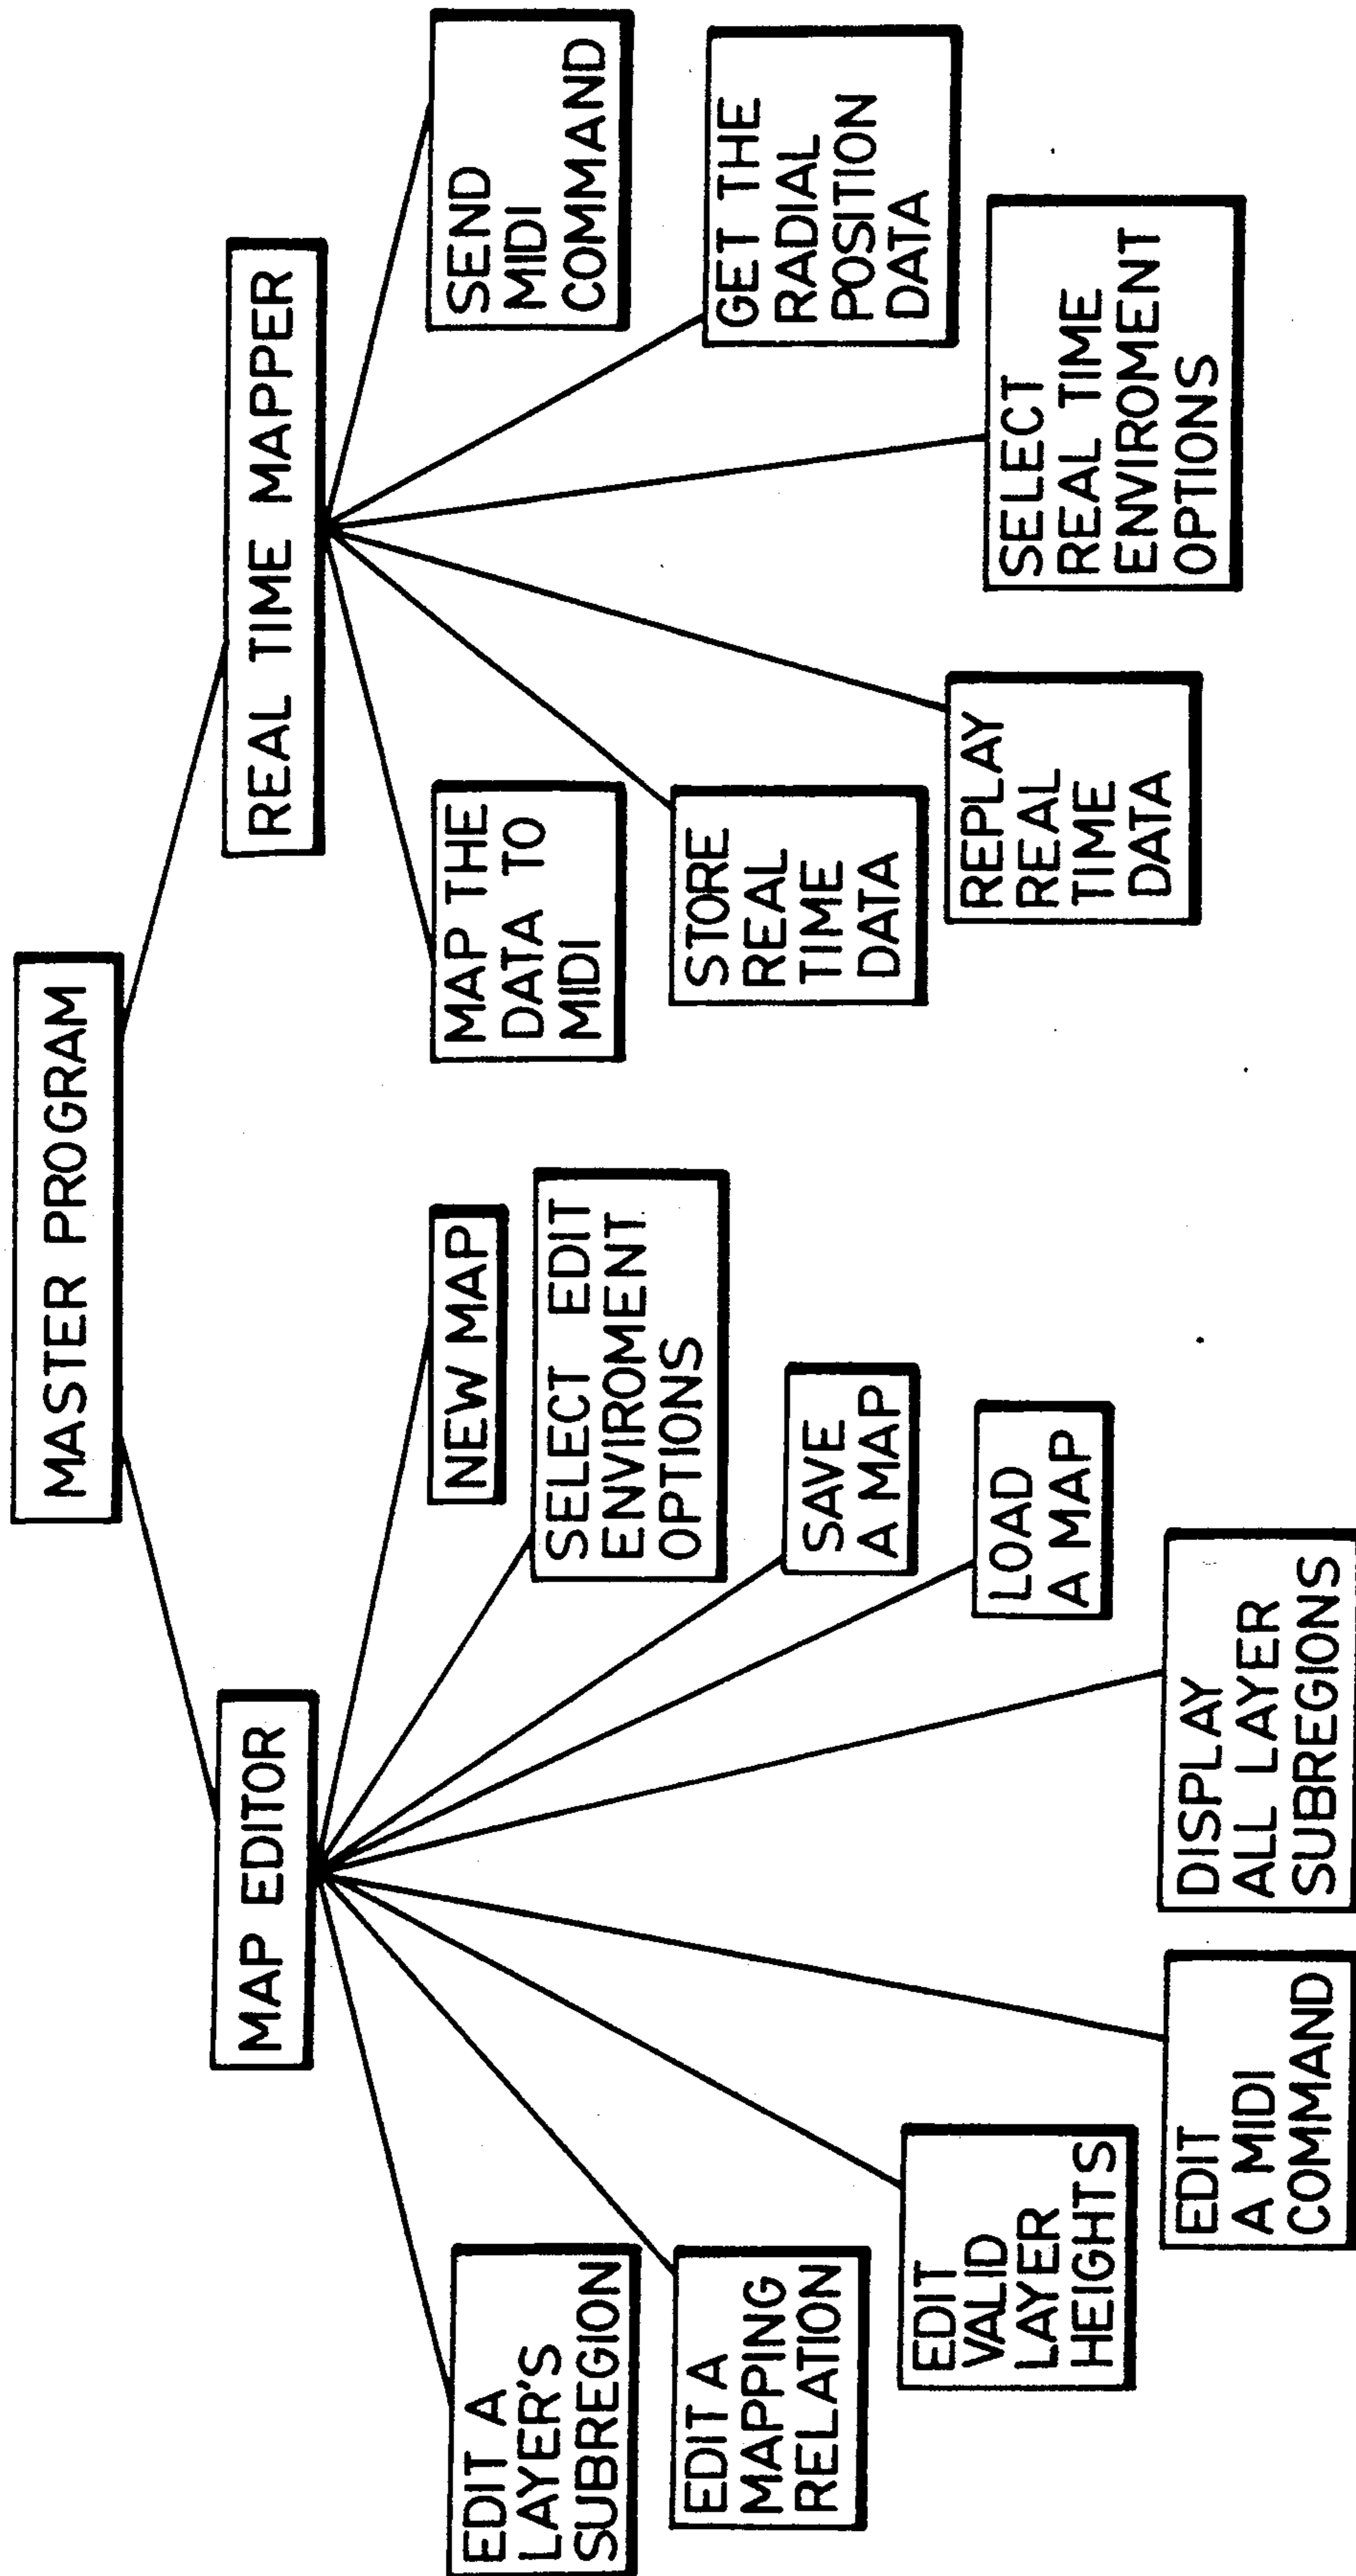 MASTER PROGRAM
MAP EDITOR
REAL TIME MAPPER
EDIT A
LAYER'S
SUBREGION
EDIT A
MAPPING
RELATION
EDIT
VALID
LAYER
HEIGHTS
EDIT
A MIDI
COMMAND
DISPLAY
ALL LAYER
SUBREGIONS
LOAD
A MAP
SAVE
A MAP
SELECT EDIT
ENVIROMENT
OPTIONS
NEW MAP
MAP THE
DATA TO
MIDI
STORE
REAL
TIME
DATA
REPLAY
REAL
TIME
DATA
SELECT
REAL TIME
ENVIROMENT
OPTIONS
GET THE
RADIAL
POSITION
DATA
SEND
MIDI
COMMAND